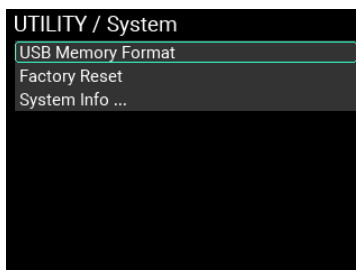 UTILITY / System
USB Memory Format
Factory Reset
System Info ...